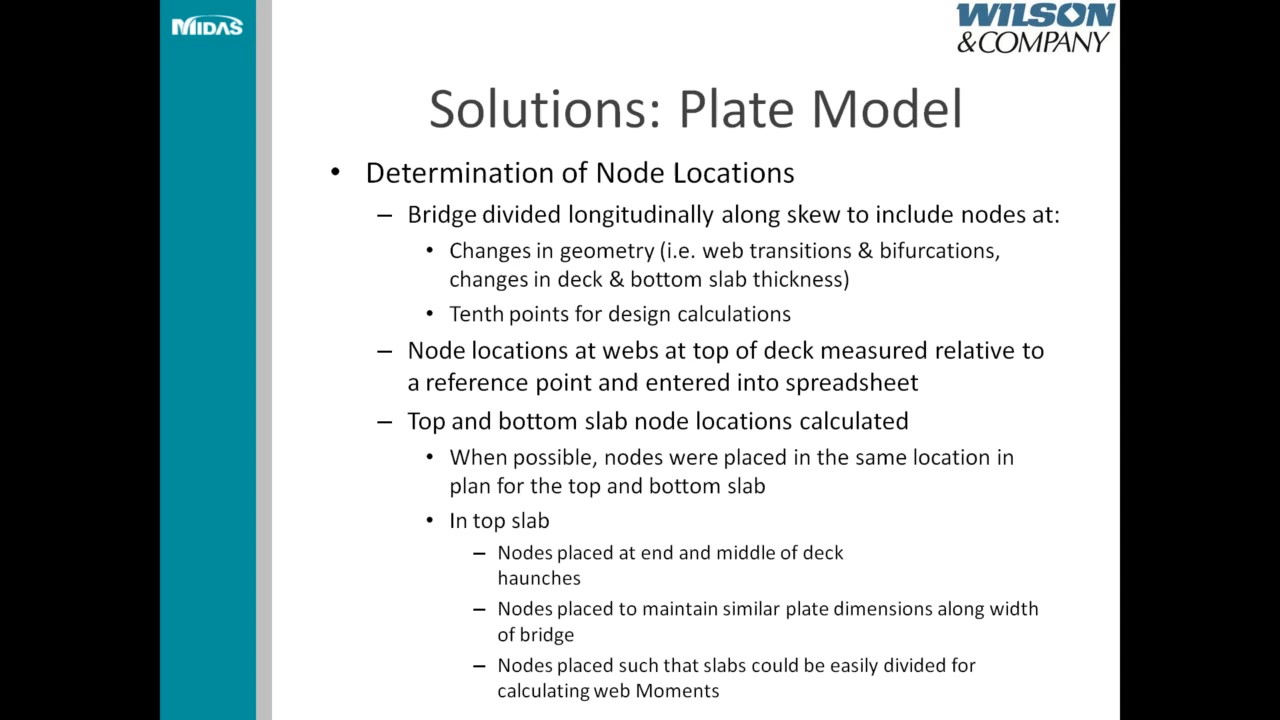 MIDAS
WILSON
&COMPANY
Solutions: Plate Model
• Determination of Node Locations
– Bridge divided longitudinally along skew to include nodes at:
• Changes in geometry (i.e. web transitions & bifurcations,
changes in deck & bottom slab thickness)
• Tenth points for design calculations
– Node locations at webs at top of deck measured relative to
a reference point and entered into spreadsheet
– Top and bottom slab node locations calculated
• When possible, nodes were placed in the same location in
plan for the top and bottom slab
• In top slab
– Nodes placed at end and middle of deck
haunches
– Nodes placed to maintain similar plate dimensions along width
of bridge
– Nodes placed such that slabs could be easily divided for
calculating web Moments